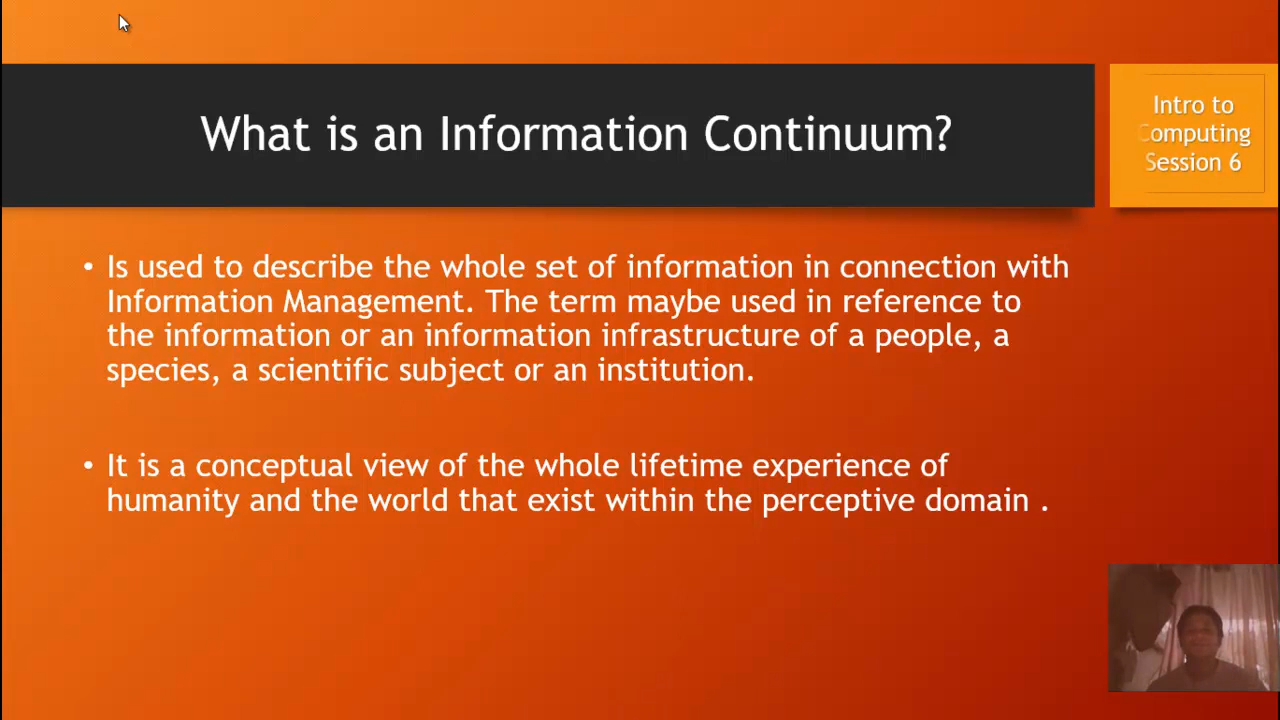 What is an Information Continuum?
Intro to
Computing
Session 6
• Is used to describe the whole set of information in connection with
Information Management. The term maybe used in reference to
the information or an information infrastructure of a people, a
species, a scientific subject or an institution.
• It is a conceptual view of the whole lifetime experience of
humanity and the world that exist within the perceptive domain .